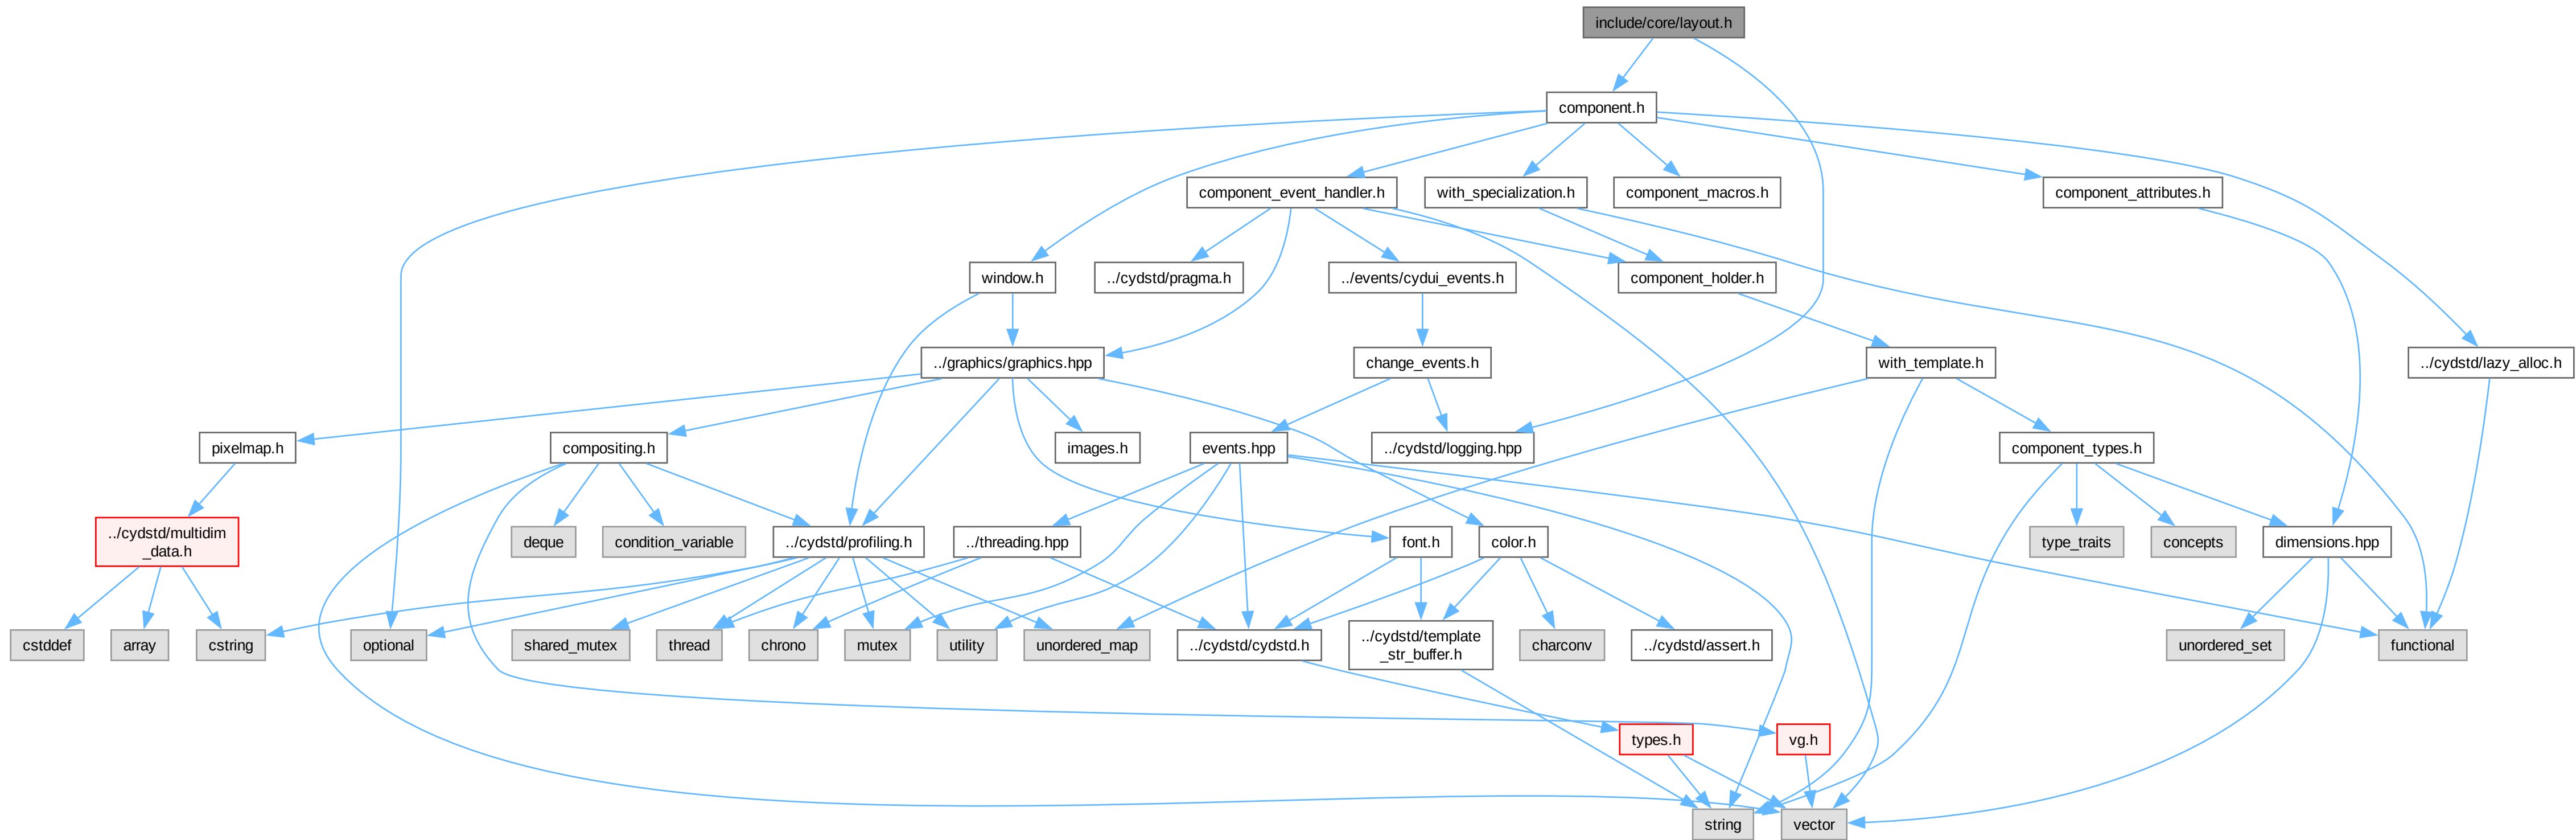 include/core/layout.h
component.h
component_event_handler.h
with_specialization.h
component_macros.h
component_attributes.h
window.h
../cydstd/pragma.h
../events/cydui_events.h
component_holder.h
../graphics/graphics.hpp
change_events.h
with_template.h
../cydstd/lazy_alloc.h
pixelmap.h
compositing.h
images.h
events.hpp
../cydstd/logging.hpp
component_types.h
../cydstd/multidim
_data.h
deque
condition_variable
../cydstd/profiling.h
../threading.hpp
font.h
color.h
type_traits
concepts
dimensions.hpp
cstddef
array
cstring
optional
shared_mutex
thread
chrono
mutex
utility
unordered_map
../cydstd/cydstd.h
../cydstd/template
_str_buffer.h
charconv
../cydstd/assert.h
unordered_set
functional
types.h
vg.h
string
vector